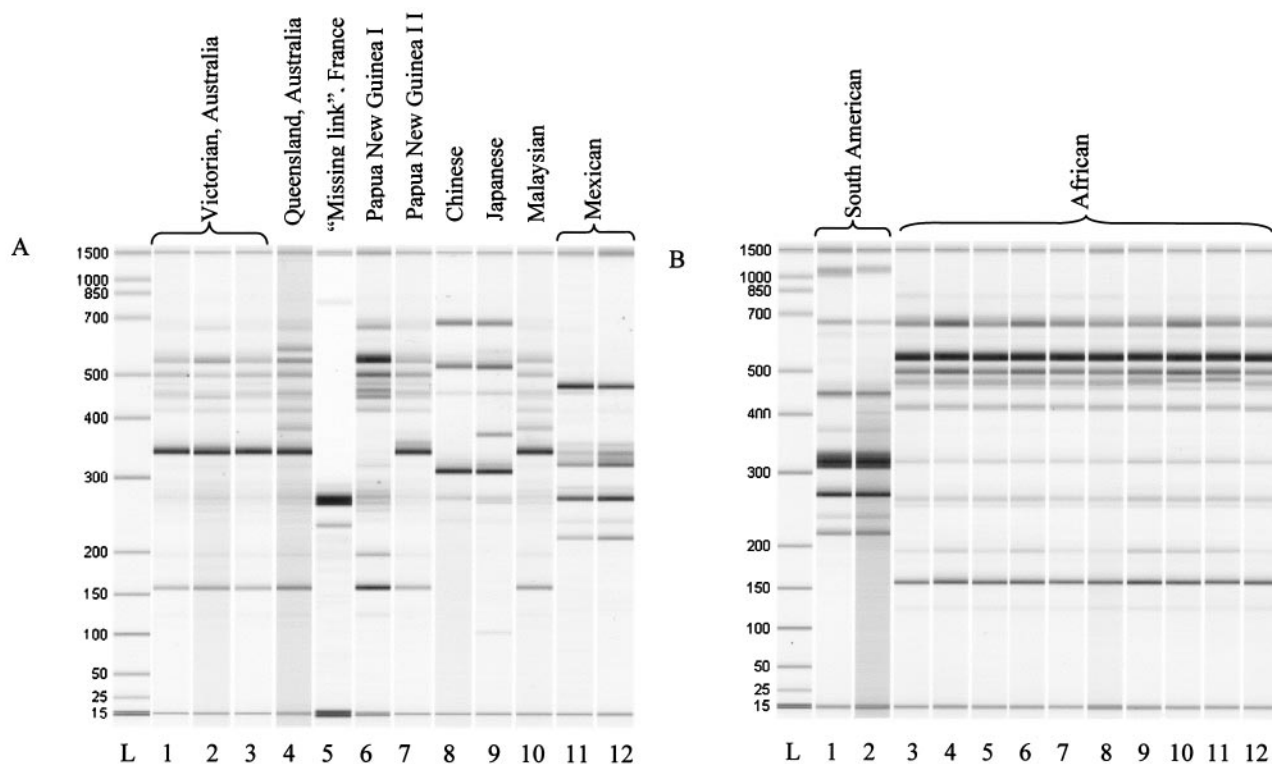 Victorian, Australia
Queensland, Australia
“Missing link”. France
Papua New Guinea I
Papua New Guinea I I
Chinese
Japanese
Malaysian
Mexican
A
1500
1000
850
700
500
400
300
200
150
100
50
25
15
L 1 2 3 4 5 6 7 8 9 10 11 12
South American
African
B
1500
1000
850
700
500
400
300
200
150
100
50
25
15
L 1 2 3 4 5 6 7 8 9 10 11 12